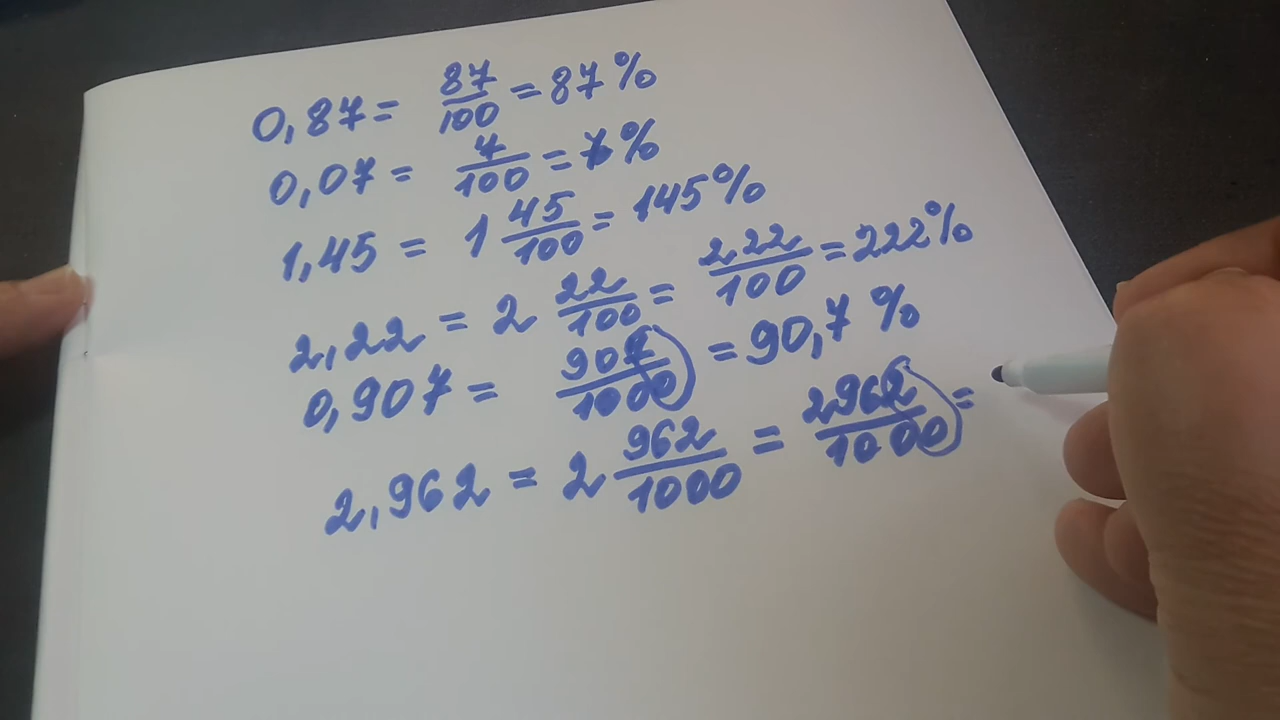 0,87 = 87/100 = 87%
0,07 = 7/100 = 7%
1,45 = 1 45/100 = 145%
2,22 = 2 22/100 = 222/100 = 222%
0,907 = 907/1000 = 90,7 %
2,962 = 2 962/1000 = 2962/1000 =